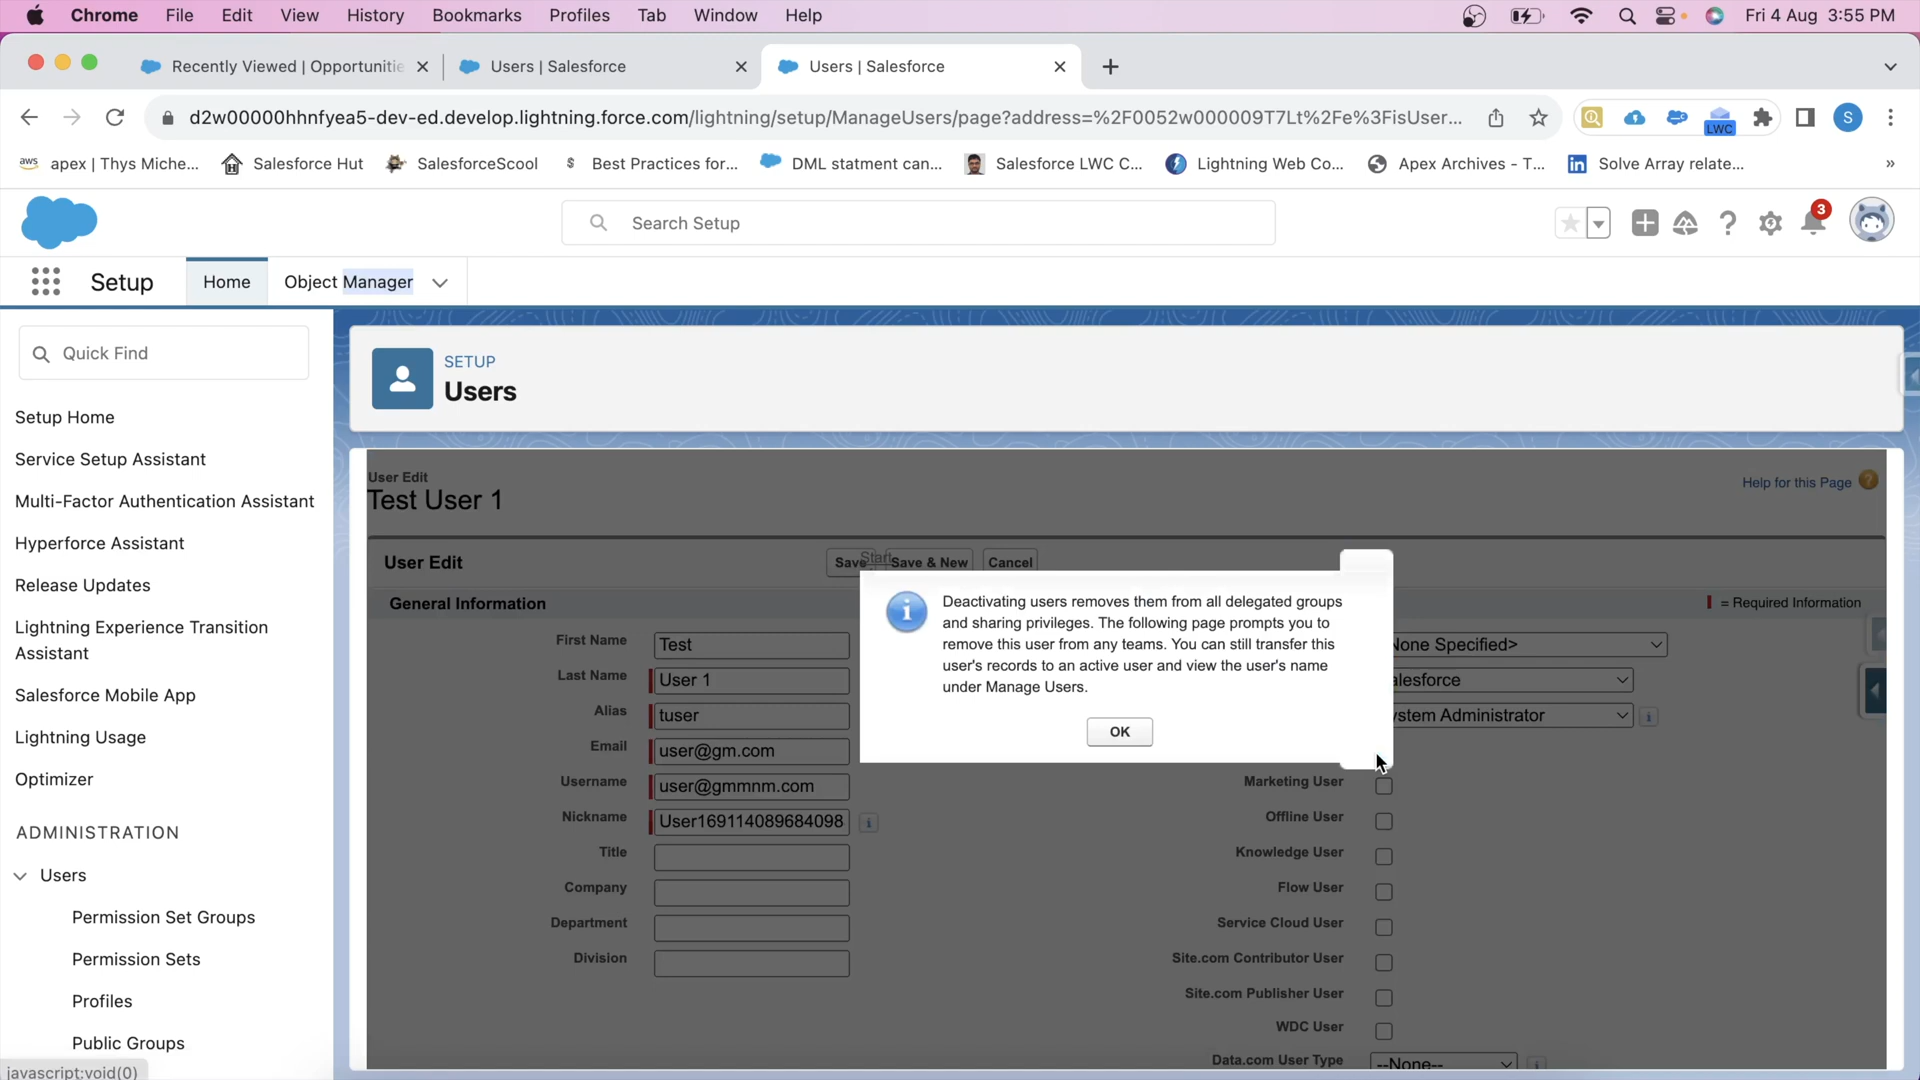 Chrome File Edit View History Bookmarks Profiles Tab Window Help Fri 4 Aug 3:55 PM
Recently Viewed | Opportunitie Users | Salesforce Users | Salesforce
d2w00000hhnfyea5-dev-ed.develop.lightning.force.com/lightning/setup/ManageUsers/page?address=%2F0052w000009T7Lt%2Fe%3FisUser... LWC S
aws apex | Thys Miche... Salesforce Hut SalesforceScool $ Best Practices for... DML statment can... Salesforce LWC C... Lightning Web Co... Apex Archives - T... in Solve Array relate... »
Search Setup 3
Setup Home Object Manager
Quick Find
SETUP
Users
Setup Home
Service Setup Assistant
Multi-Factor Authentication Assistant
Hyperforce Assistant
Release Updates
Lightning Experience Transition
Assistant
Salesforce Mobile App
Lightning Usage
Optimizer
ADMINISTRATION
Users
Permission Set Groups
Permission Sets
Profiles
Public Groups
javascript:void(0)
User Edit
Test User 1
Help for this Page ?
User Edit Save Start Save & New Cancel
General Information = Required Information
First Name Test
Last Name User 1
Alias tuser
Email user@gm.com
Username user@gmmnm.com
Nickname User169114089684098 i
Title
Company
Department
Division
Deactivating users removes them from all delegated groups
and sharing privileges. The following page prompts you to
remove this user from any teams. You can still transfer this
user's records to an active user and view the user's name
under Manage Users.
OK
None Specified>
alesforce
ystem Administrator i
Marketing User
Offline User
Knowledge User
Flow User
Service Cloud User
Site.com Contributor User
Site.com Publisher User
WDC User
Data.com User Type --None-- i